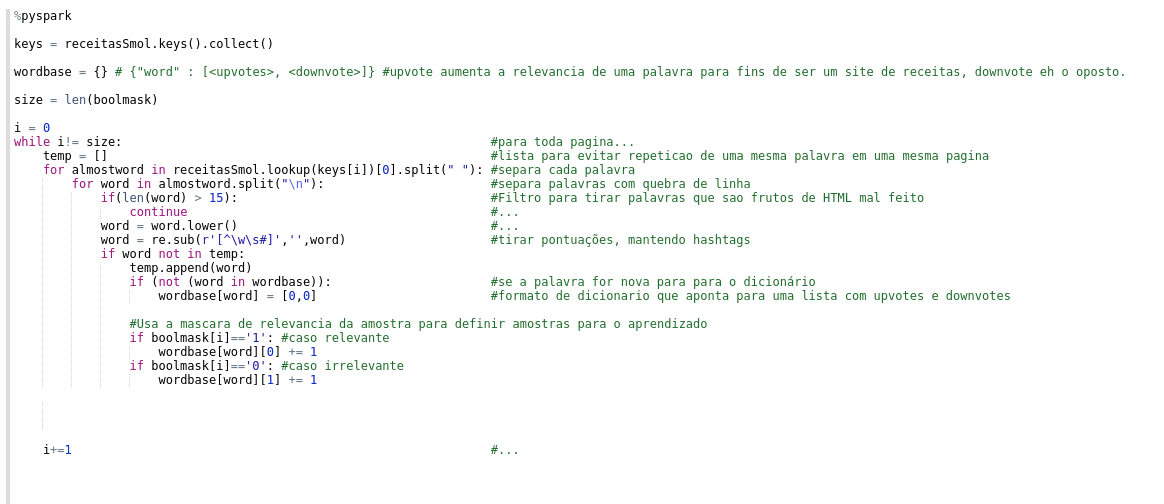 %pyspark
keys = receitasSmol.keys().collect()
wordbase = {} # {"word" : [<upvotes>, <downvote>]} #upvote aumenta a relevancia de uma palavra para fins de ser um site de receitas, downvote eh o oposto.
size = len(boolmask)
i = 0
while i!= size: #para toda pagina...
    temp = [] #lista para evitar repeticao de uma mesma palavra em uma mesma pagina
    for almostword in receitasSmol.lookup(keys[i])[0].split(" "): #separa cada palavra
        for word in almostword.split("\n"): #separa palavras com quebra de linha
            if(len(word) > 15): #Filtro para tirar palavras que sao frutos de HTML mal feito
                continue #...
            word = word.lower() #...
            word = re.sub(r'[^\w\s#]','',word) #tirar pontuações, mantendo hashtags
            if word not in temp:
                temp.append(word)
                if (not (word in wordbase)): #se a palavra for nova para para o dicionário
                    wordbase[word] = [0,0] #formato de dicionario que aponta para uma lista com upvotes e downvotes
                #Usa a mascara de relevancia da amostra para definir amostras para o aprendizado
                if boolmask[i]=='1': #caso relevante
                    wordbase[word][0] += 1
                if boolmask[i]=='0': #caso irrelevante
                    wordbase[word][1] += 1
    i+=1 #...